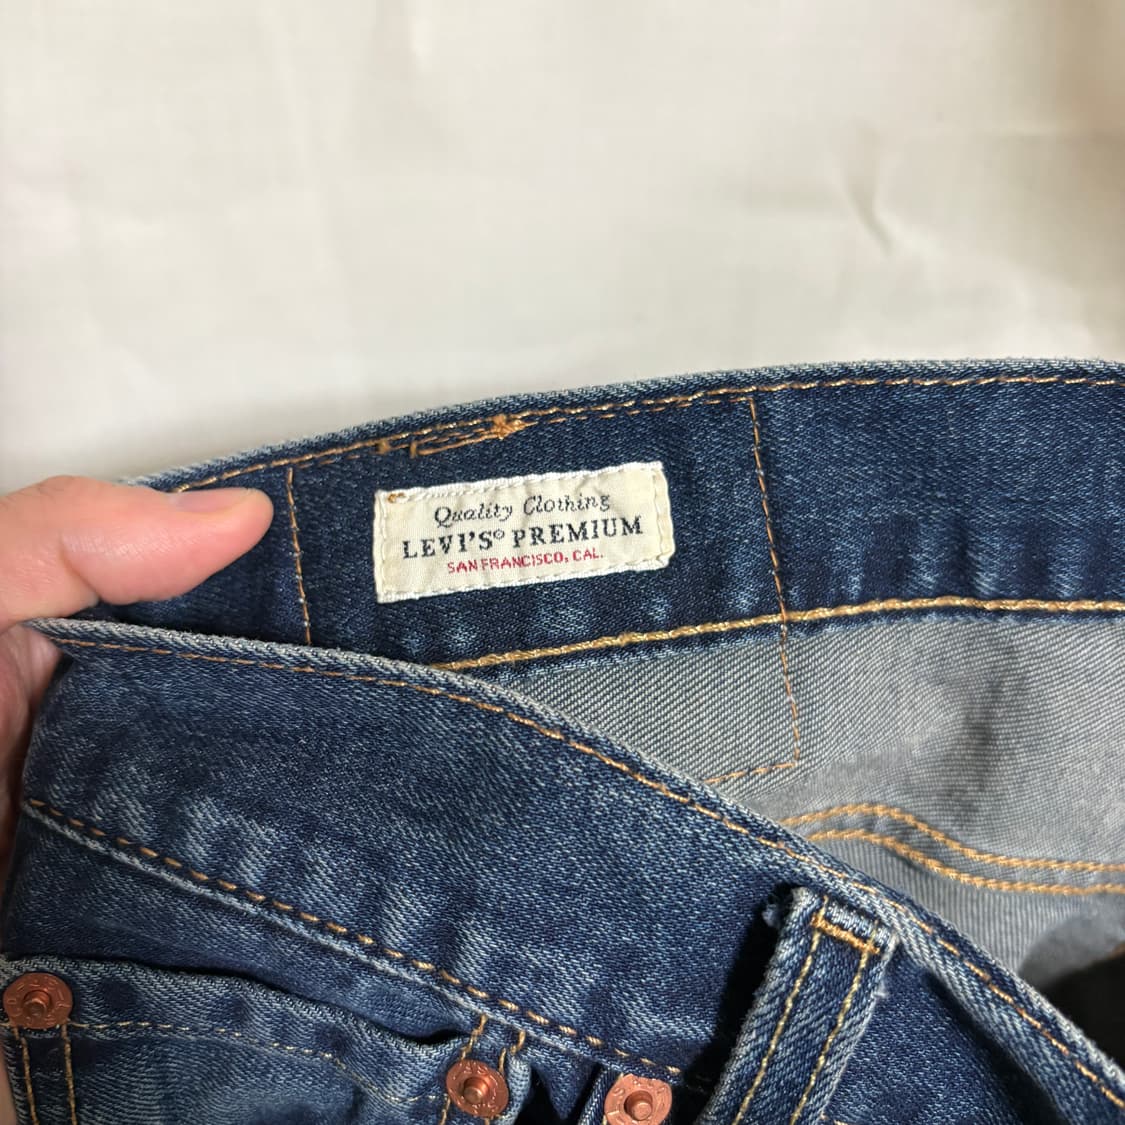 Quality Clothing
LEVI'S® PREMIUM
SAN FRANCISCO, CAL.